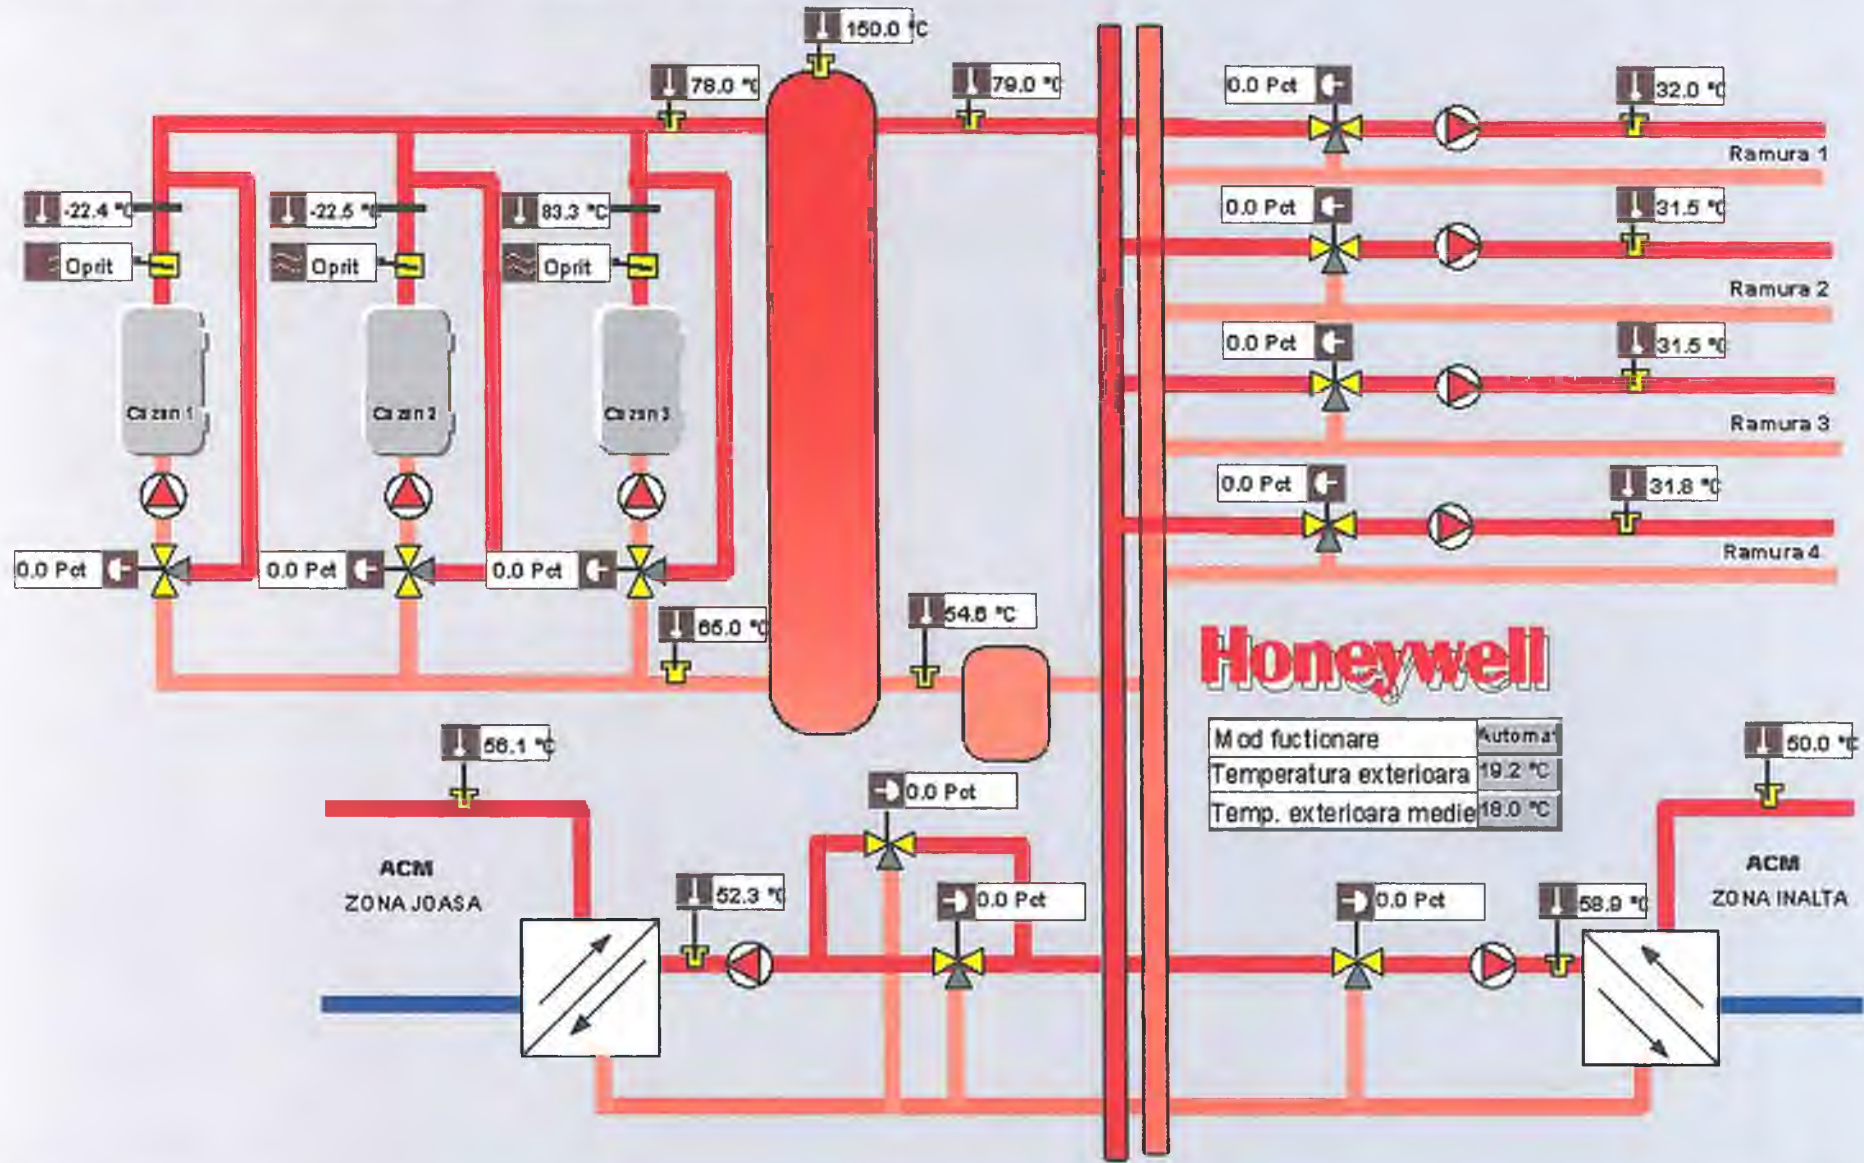 150.0 °C
78.0 °C
79.0 °C
0.0 Pct
32.0 °C
Ramura 1
-22.4 °C
-22.5 °C
83.3 °C
0.0 Pct
31.5 °C
Oprit
Oprit
Oprit
Ramura 2
0.0 Pct
31.5 °C
Cazan 1
Cazan 2
Cazan 3
Ramura 3
0.0 Pct
31.8 °C
Ramura 4
0.0 Pct
0.0 Pct
0.0 Pct
65.0 °C
54.6 °C
Honeywell
Mod fuctionare Automat
Temperatura exterioara 19.2 °C
Temp. exterioara medie 18.0 °C
56.1 °C
50.0 °C
0.0 Pct
ACM
ZONA JOASA
52.3 °C
0.0 Pct
0.0 Pct
58.9 °C
ACM
ZONA INALTA